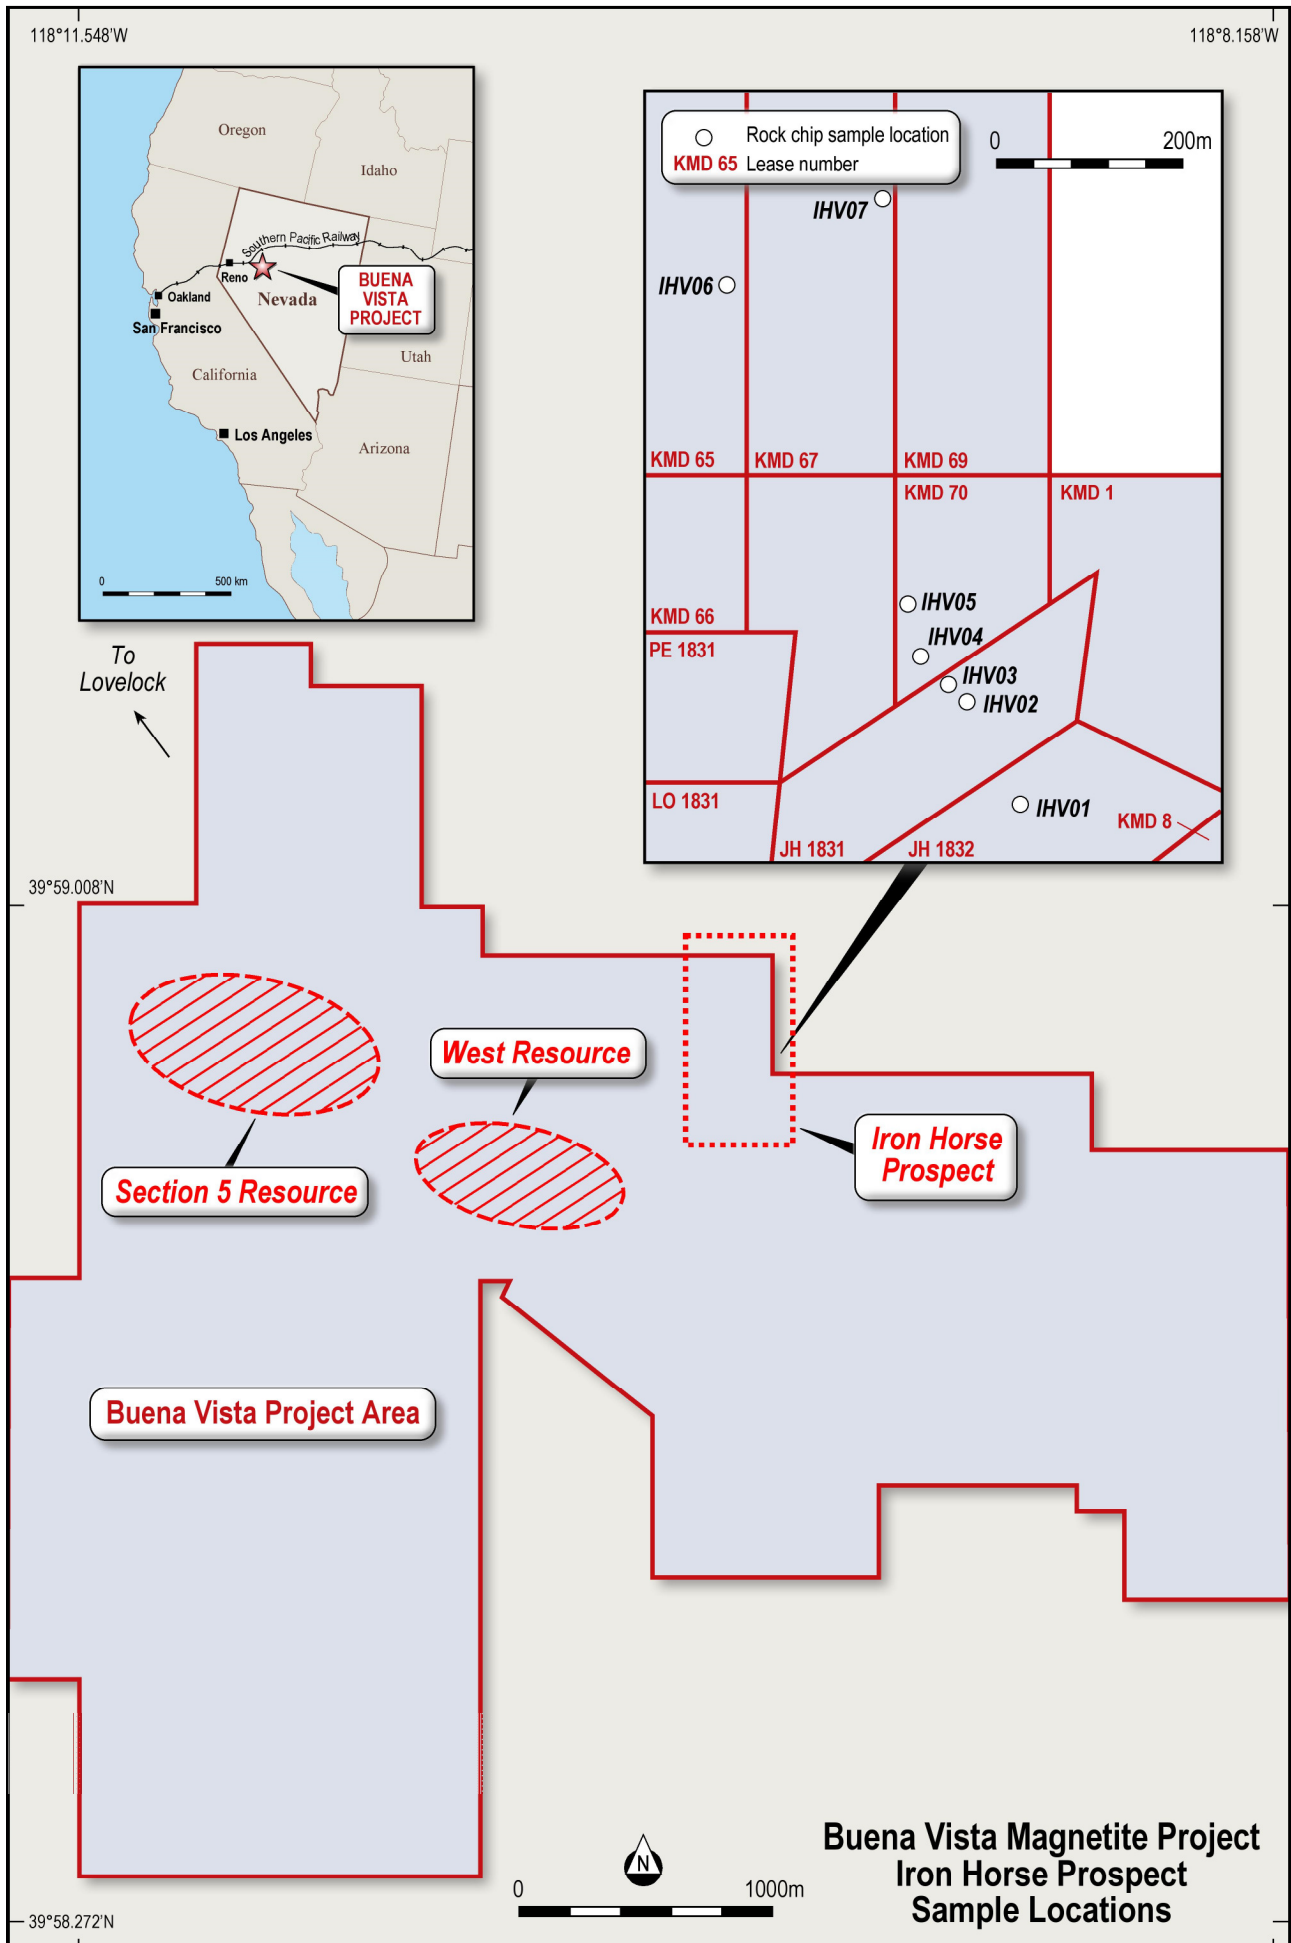 118°11.548'W
118°8.158'W
Oregon
Idaho
Southern Pacific Railway
Reno
Nevada
BUENA
VISTA
PROJECT
Oakland
San Francisco
California
Utah
Los Angeles
Arizona
0 500 km
Rock chip sample location
KMD 65 Lease number
0 200m
IHV07
IHV06
KMD 65
KMD 67
KMD 69
KMD 70
KMD 1
IHV05
KMD 66
IHV04
PE 1831
IHV03
IHV02
LO 1831
IHV01
KMD 8
JH 1831
JH 1832
To
Lovelock
39°59.008'N
West Resource
Iron Horse
Prospect
Section 5 Resource
Buena Vista Project Area
N
0 1000m
Buena Vista Magnetite Project
Iron Horse Prospect
Sample Locations
39°58.272'N